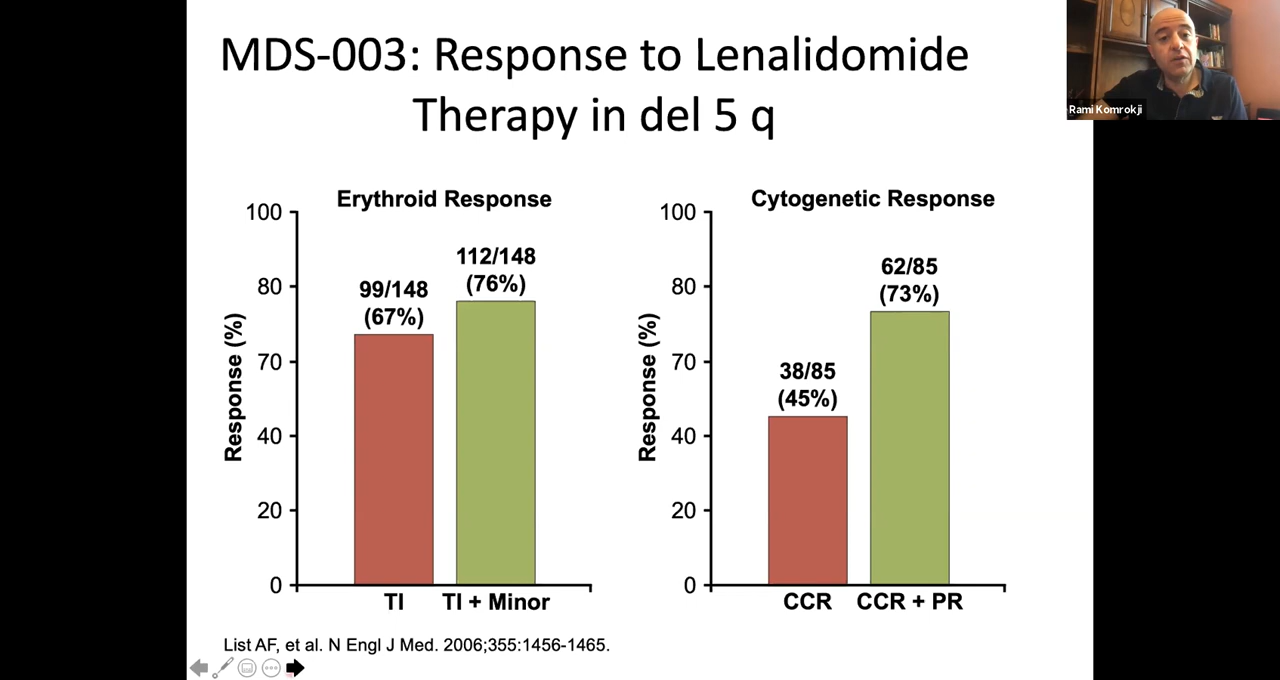 MDS-003: Response to Lenalidomide
Therapy in del 5 q
Rami Komrokji
Erythroid Response
Response (%)
100
80
70
40
20
0
99/148
(67%)
112/148
(76%)
TI
TI + Minor
Cytogenetic Response
Response (%)
100
80
70
40
20
0
38/85
(45%)
62/85
(73%)
CCR
CCR + PR
List AF, et al. N Engl J Med. 2006;355:1456-1465.